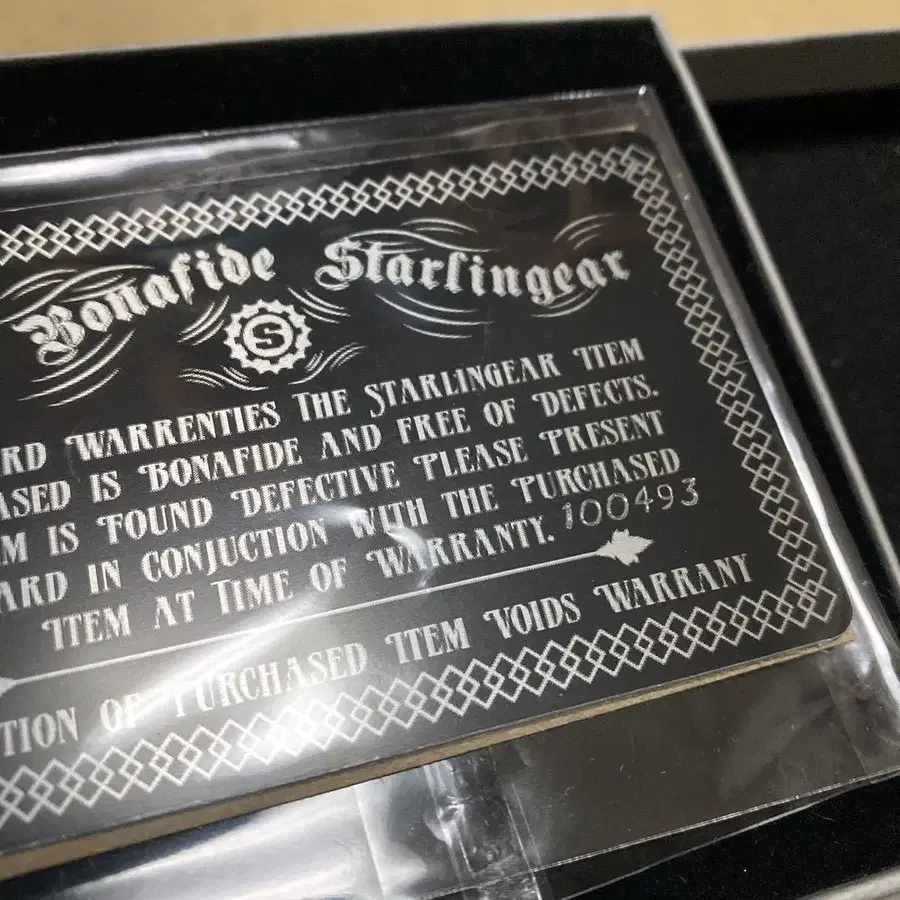 Bonafide Starlingear
S
RD WARRENTIES THE STARLINGEAR ITEM
ASED IS BONAFIDE AND FREE OF DEFECTS.
M IS FOUND DEFECTIVE PLEASE PRESENT
ARD IN CONJUCTION WITH THE PURCHASED
ITEM AT TIME OF WARRANTY. 100493
TION OF PURCHASED ITEM VOIDS WARRANY